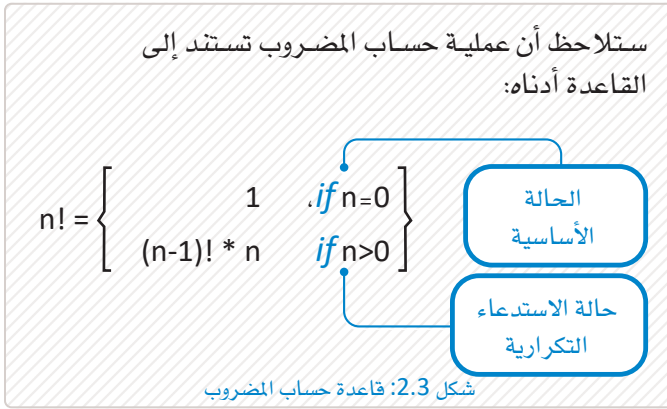 ستلاحظ أن عملية حساب المضروب تستند إلى
القاعدة أدناه:
n! = { 1 ، if n=0
(n-1)! * n if n>0 }
الحالة
الأساسية
حالة الاستدعاء
التكرارية
شكل 2.3: قاعدة حساب المضروب